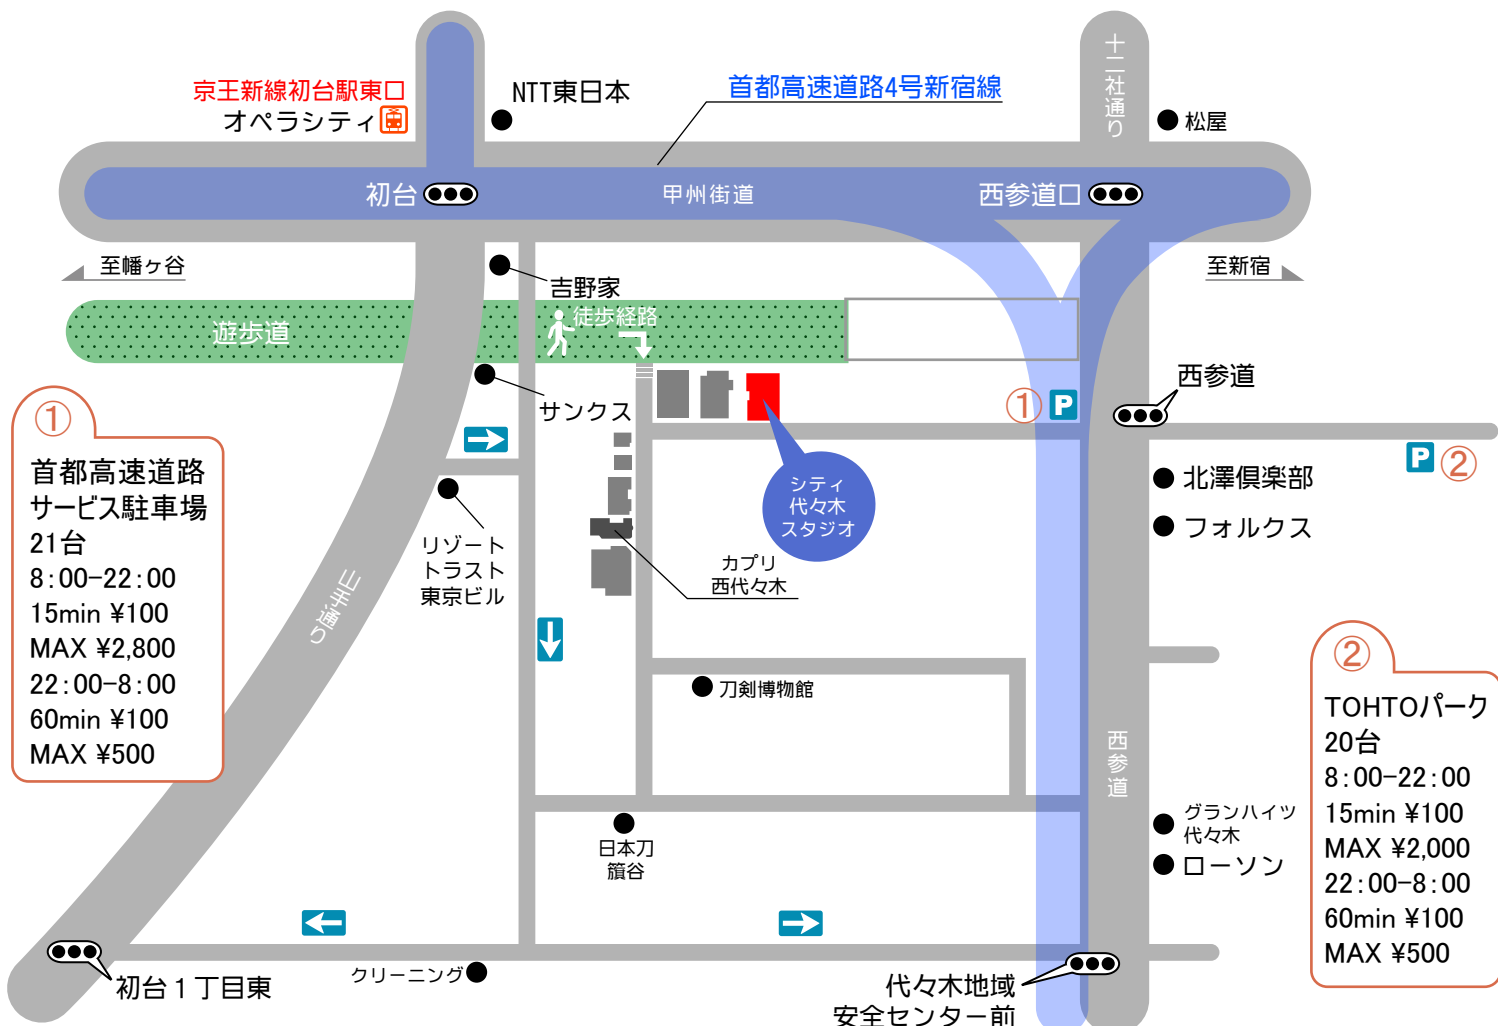 京王新線初台駅東口
オペラシティ
NTT東日本
首都高速道路4号新宿線
十二社通り
松屋
初台
甲州街道
西参道口
至幡ヶ谷
至新宿
吉野家
遊歩道
徒歩経路
サンクス
西参道
① P
P ②
①
首都高速道路
サービス駐車場
21台
8:00-22:00
15min ¥100
MAX ¥2,800
22:00-8:00
60min ¥100
MAX ¥500
シティ
代々木
スタジオ
北澤倶楽部
フォルクス
リゾート
トラスト
東京ビル
カプリ
西代々木
山手通り
刀剣博物館
西参道
②
TOHTOパーク
20台
8:00-22:00
15min ¥100
MAX ¥2,000
22:00-8:00
60min ¥100
MAX ¥500
グランハイツ
代々木
ローソン
日本刀
籏谷
クリーニング
初台1丁目東
代々木地域
安全センター前